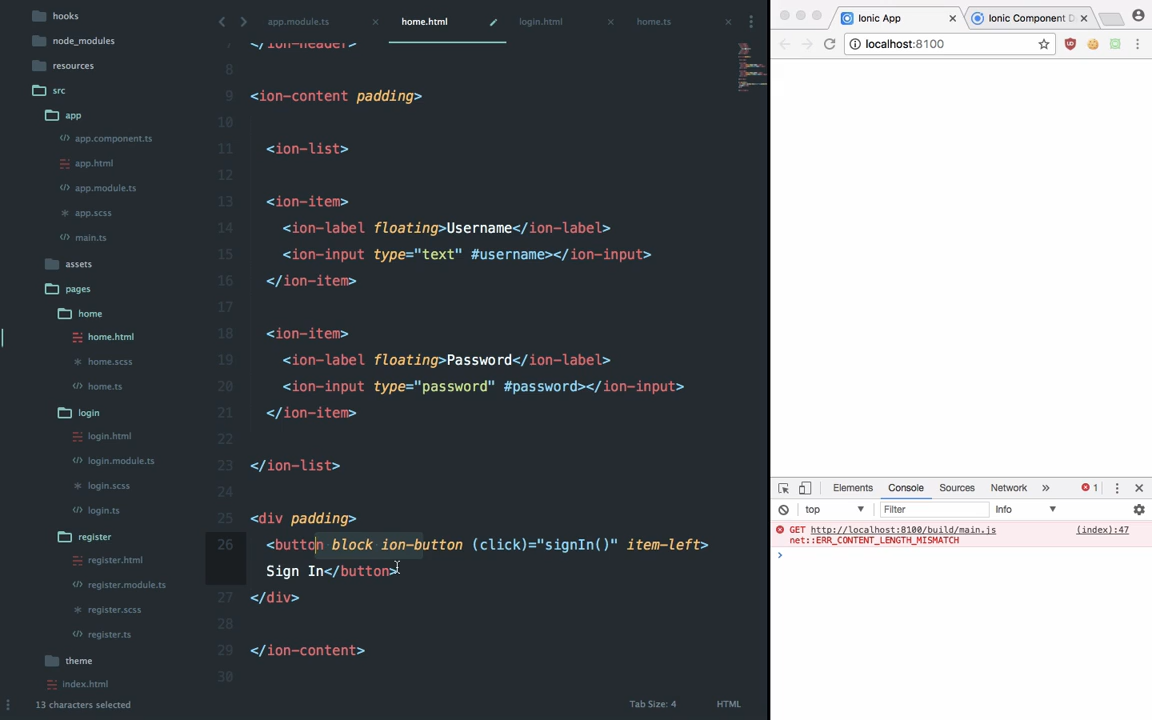 hooks
node_modules
resources
src
app
app.component.ts
app.html
app.module.ts
app.scss
main.ts
assets
pages
home
home.html
home.scss
home.ts
login
login.html
login.module.ts
login.scss
login.ts
register
register.html
register.module.ts
register.scss
register.ts
theme
index.html
13 characters selected
app.module.ts
home.html
login.html
home.ts
7 </ion-header>
8
9 <ion-content padding>
10
11 <ion-list>
12
13 <ion-item>
14 <ion-label floating>Username</ion-label>
15 <ion-input type="text" #username></ion-input>
16 </ion-item>
17
18 <ion-item>
19 <ion-label floating>Password</ion-label>
20 <ion-input type="password" #password></ion-input>
21 </ion-item>
22
23 </ion-list>
24
25 <div padding>
26 <button block ion-button (click)="signIn()" item-left>
Sign In</button>
27 </div>
28
29 </ion-content>
30
Tab Size: 4 HTML
Ionic App
Ionic Component D
localhost:8100
Elements Console Sources Network » 1
top Filter Info
GET http://localhost:8100/build/main.js (index):47
net::ERR_CONTENT_LENGTH_MISMATCH